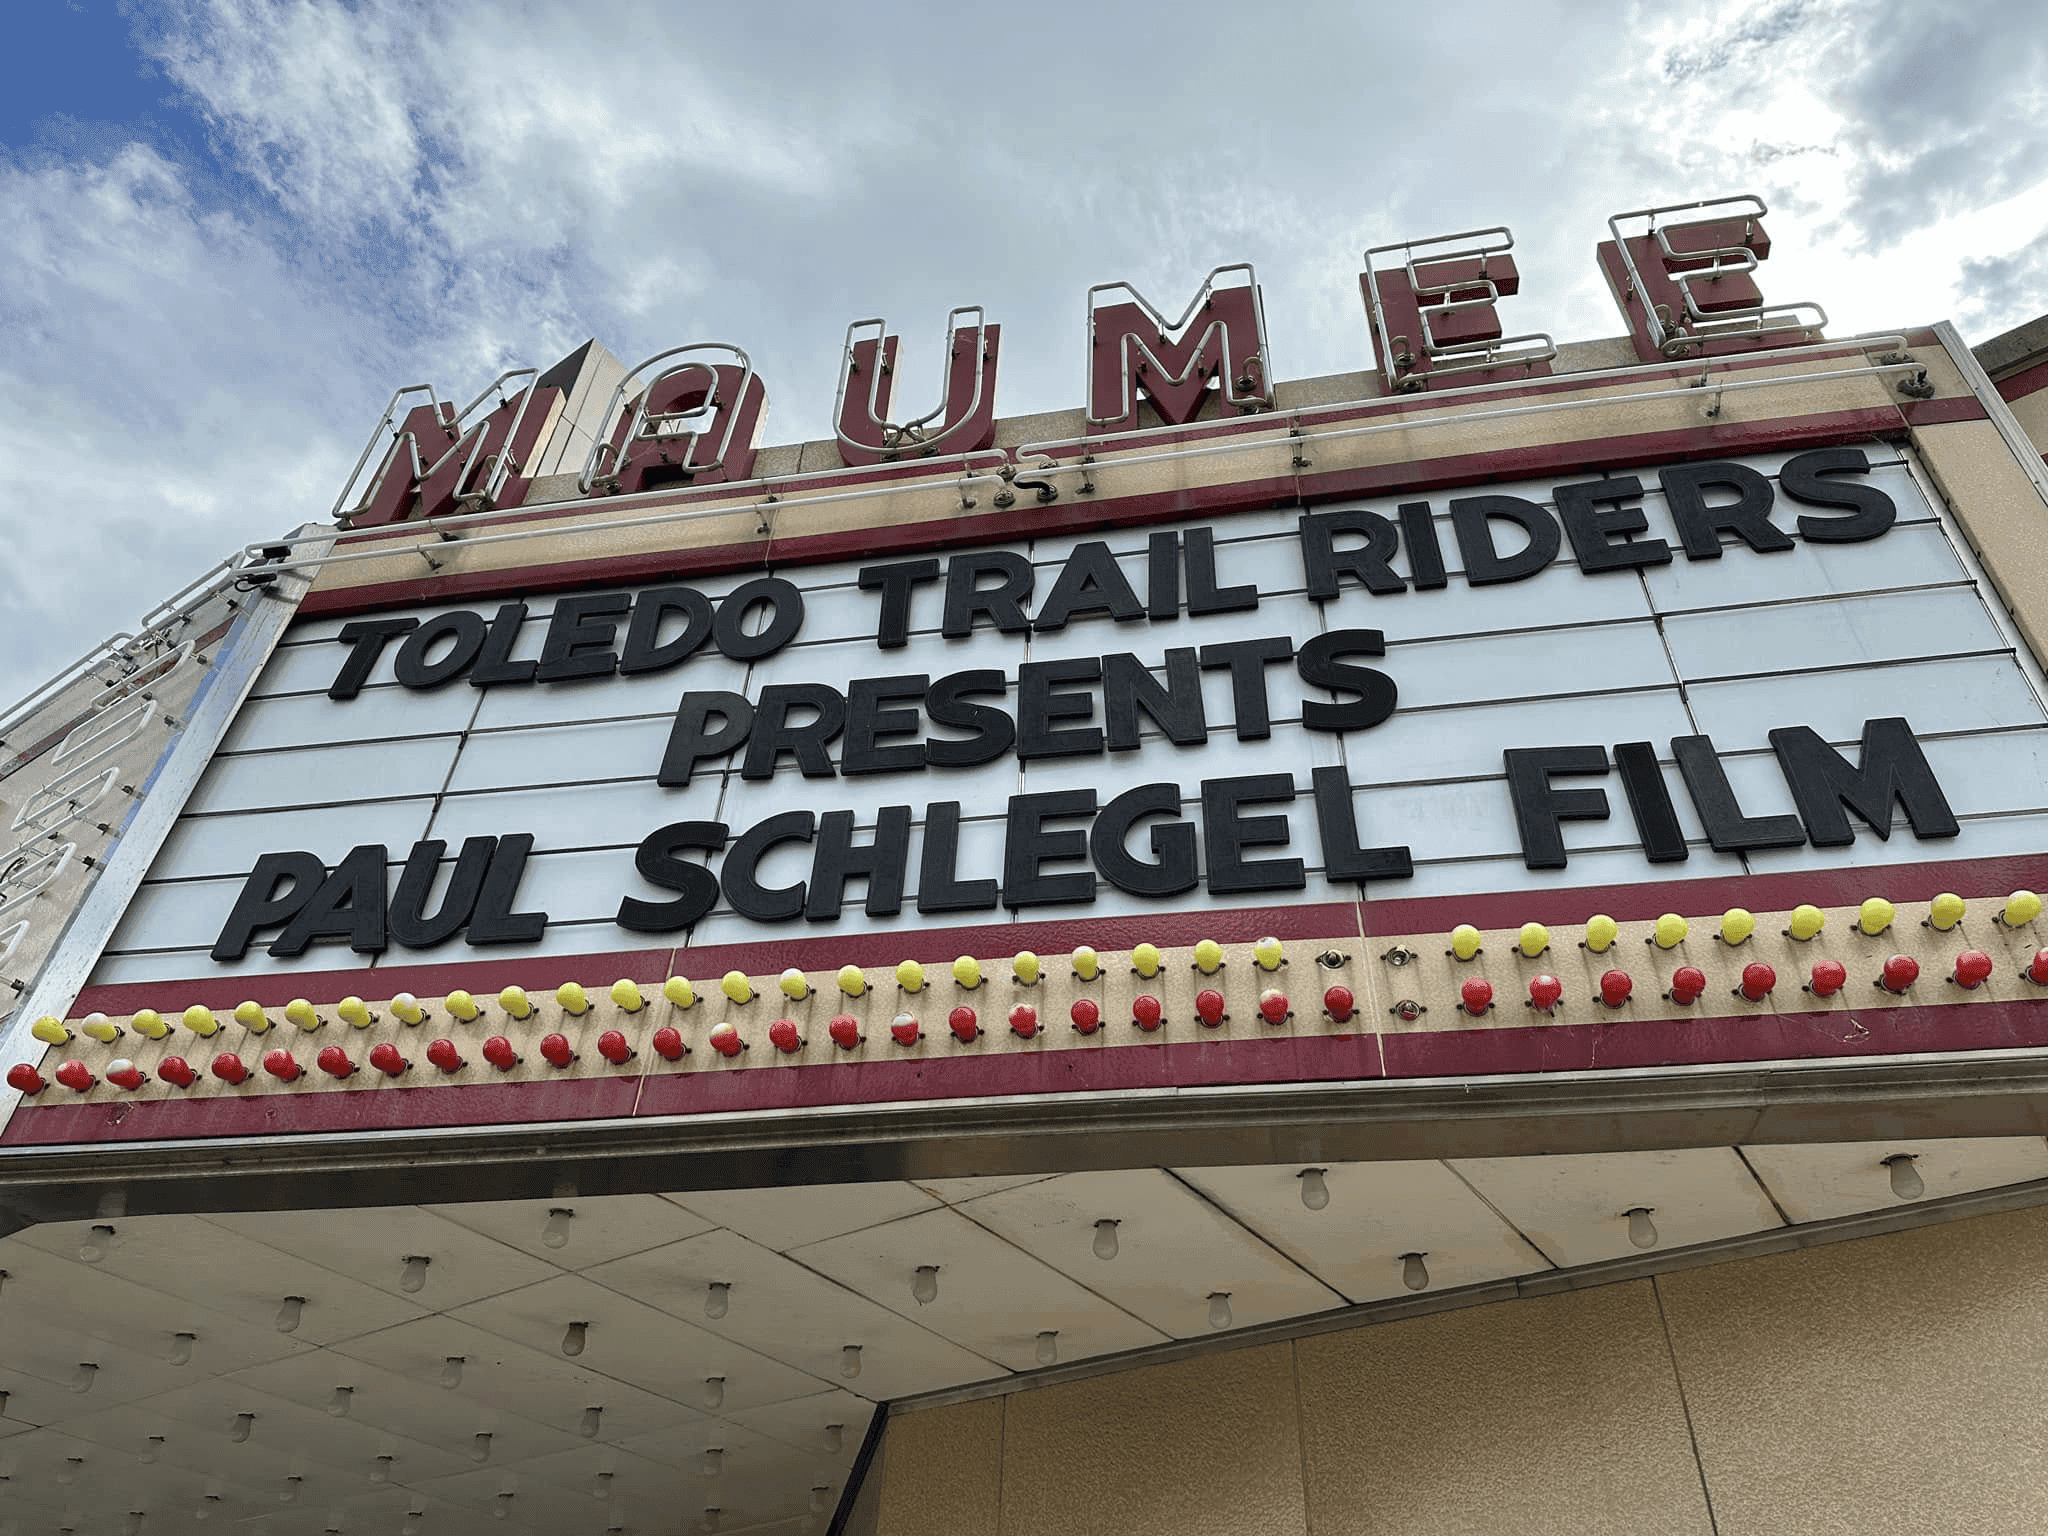 MAUMEE
TOLEDO TRAIL RIDERS
PRESENTS
PAUL SCHLEGEL FILM